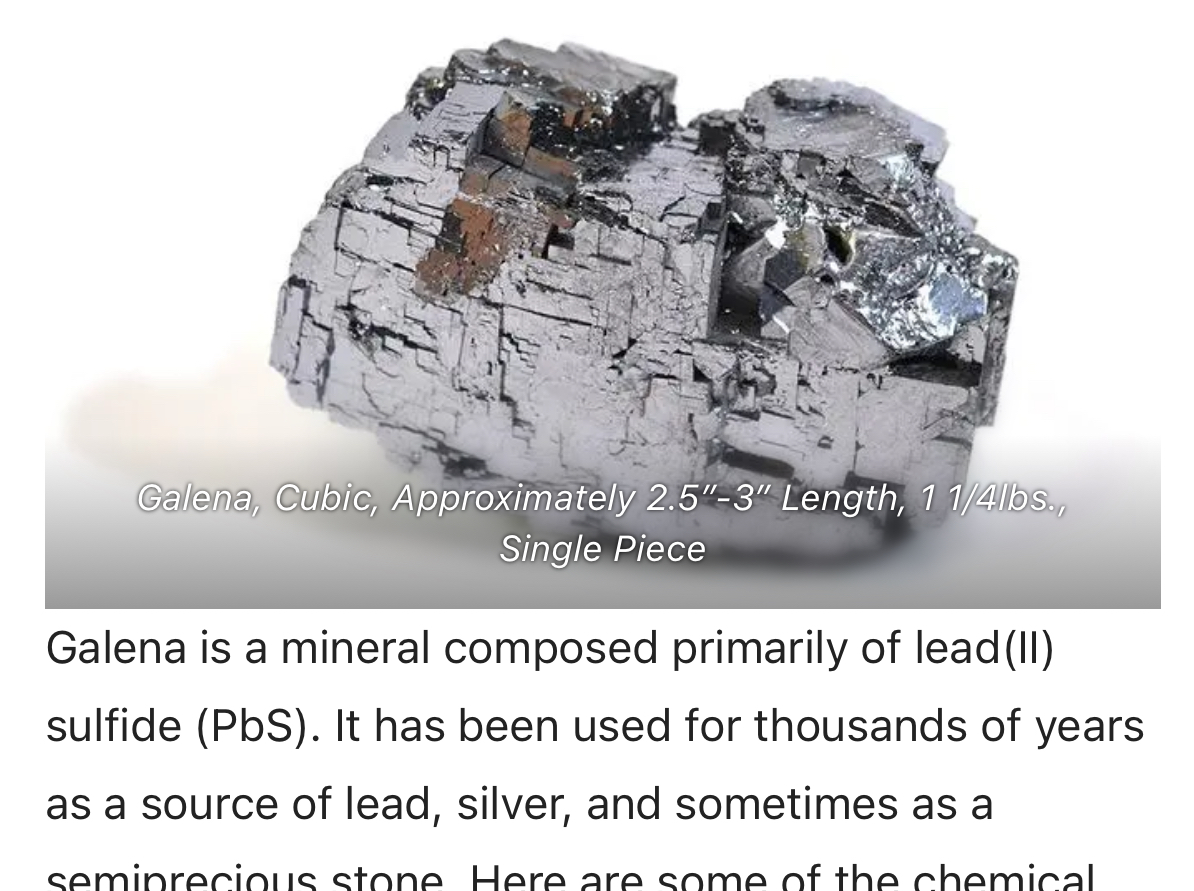 Galena, Cubic, Approximately 2.5″-3″ Length, 1 1/4lbs.,
Single Piece
Galena is a mineral composed primarily of lead(II)
sulfide (PbS). It has been used for thousands of years
as a source of lead, silver, and sometimes as a
semiprecious stone. Here are some of the chemical